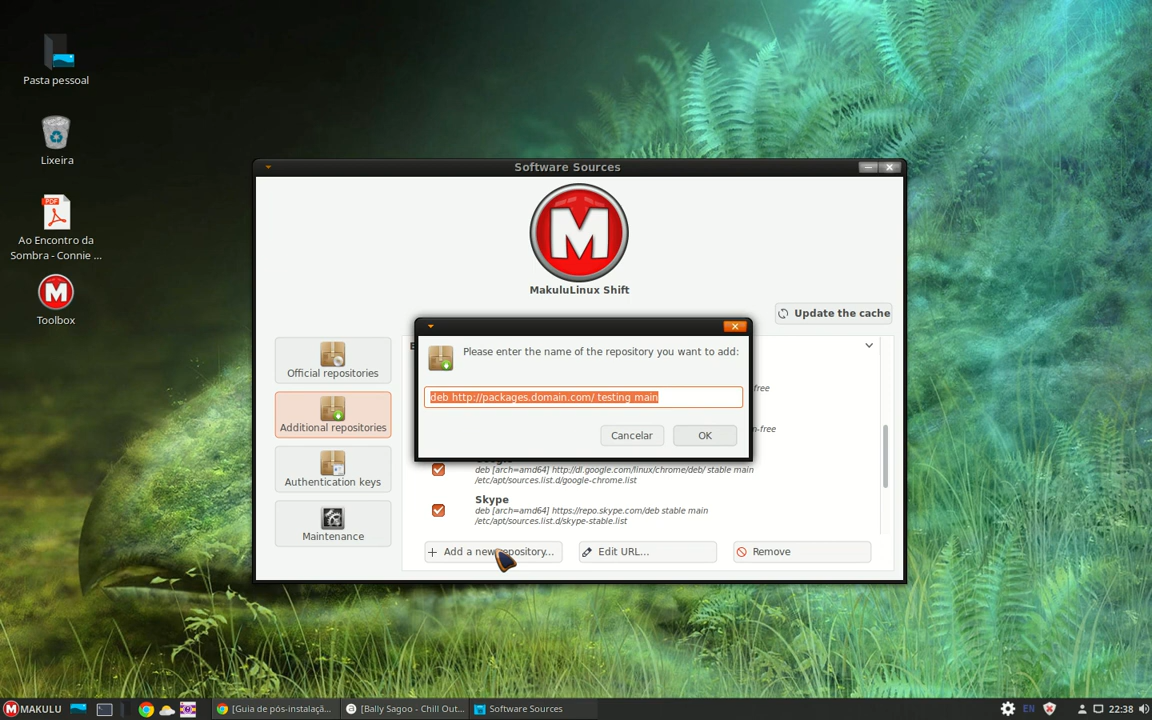 Pasta pessoal
Lixeira
PDF
Ao Encontro da
Sombra - Connie ...
M
Toolbox
Software Sources
M
MakuluLinux Shift
Update the cache
Official repositories
Additional repositories
Authentication keys
Maintenance
Please enter the name of the repository you want to add:
deb http://packages.domain.com/ testing main
Cancelar
OK
free
n-free
deb [arch=amd64] http://dl.google.com/linux/chrome/deb/ stable main
/etc/apt/sources.list.d/google-chrome.list
Skype
deb [arch=amd64] https://repo.skype.com/deb stable main
/etc/apt/sources.list.d/skype-stable.list
Add a new repository...
Edit URL...
Remove
MAKULU
[Guia de pós-instalaçã...
[Bally Sagoo - Chill Out...
Software Sources
EN
22:38